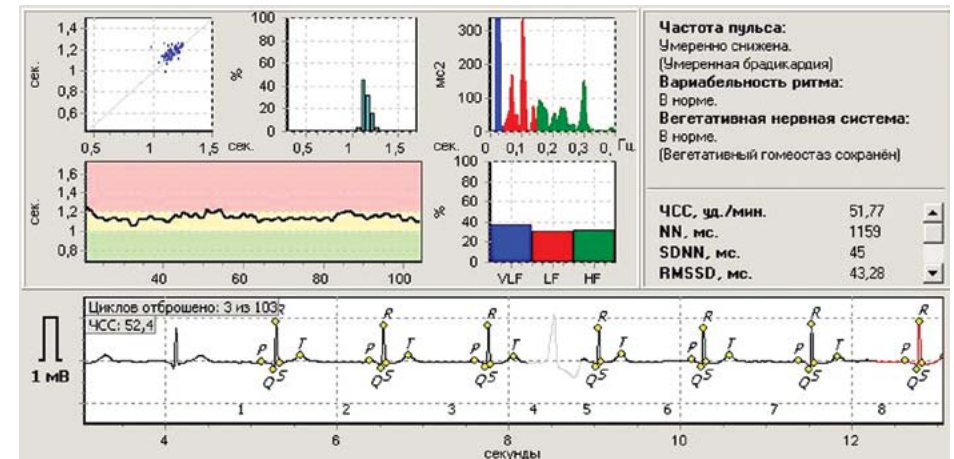 1,4
1,2
1
0,8
0,6
сек.
0,5 1 1,5 сек.
100
80
60
40
20
0
%
0,5 1 1,5 сек.
300
200
100
0
мс2
0 0,1 0,2 0,3 0, Гц
1,6
1,4
1,2
1
0,8
сек.
40 60 80 100
100
80
60
40
20
0
%
VLF LF HF
Частота пульса:
Умеренно снижена.
(Умеренная брадикардия)
Вариабельность ритма:
В норме.
Вегетативная нервная система:
В норме.
(Вегетативный гомеостаз сохранён)
ЧСС, уд./мин. 51,77
NN, мс. 1159
SDNN, мс. 45
RMSSD, мс. 43,28
Циклов отброшено: 3 из 103
ЧСС: 52,4
1 мВ
R R R R R R R
P T P T P T P T P T P T P
Q S Q S Q S Q S Q S Q S Q S
1 2 3 4 5 6 7 8
4 6 8 10 12
секунды